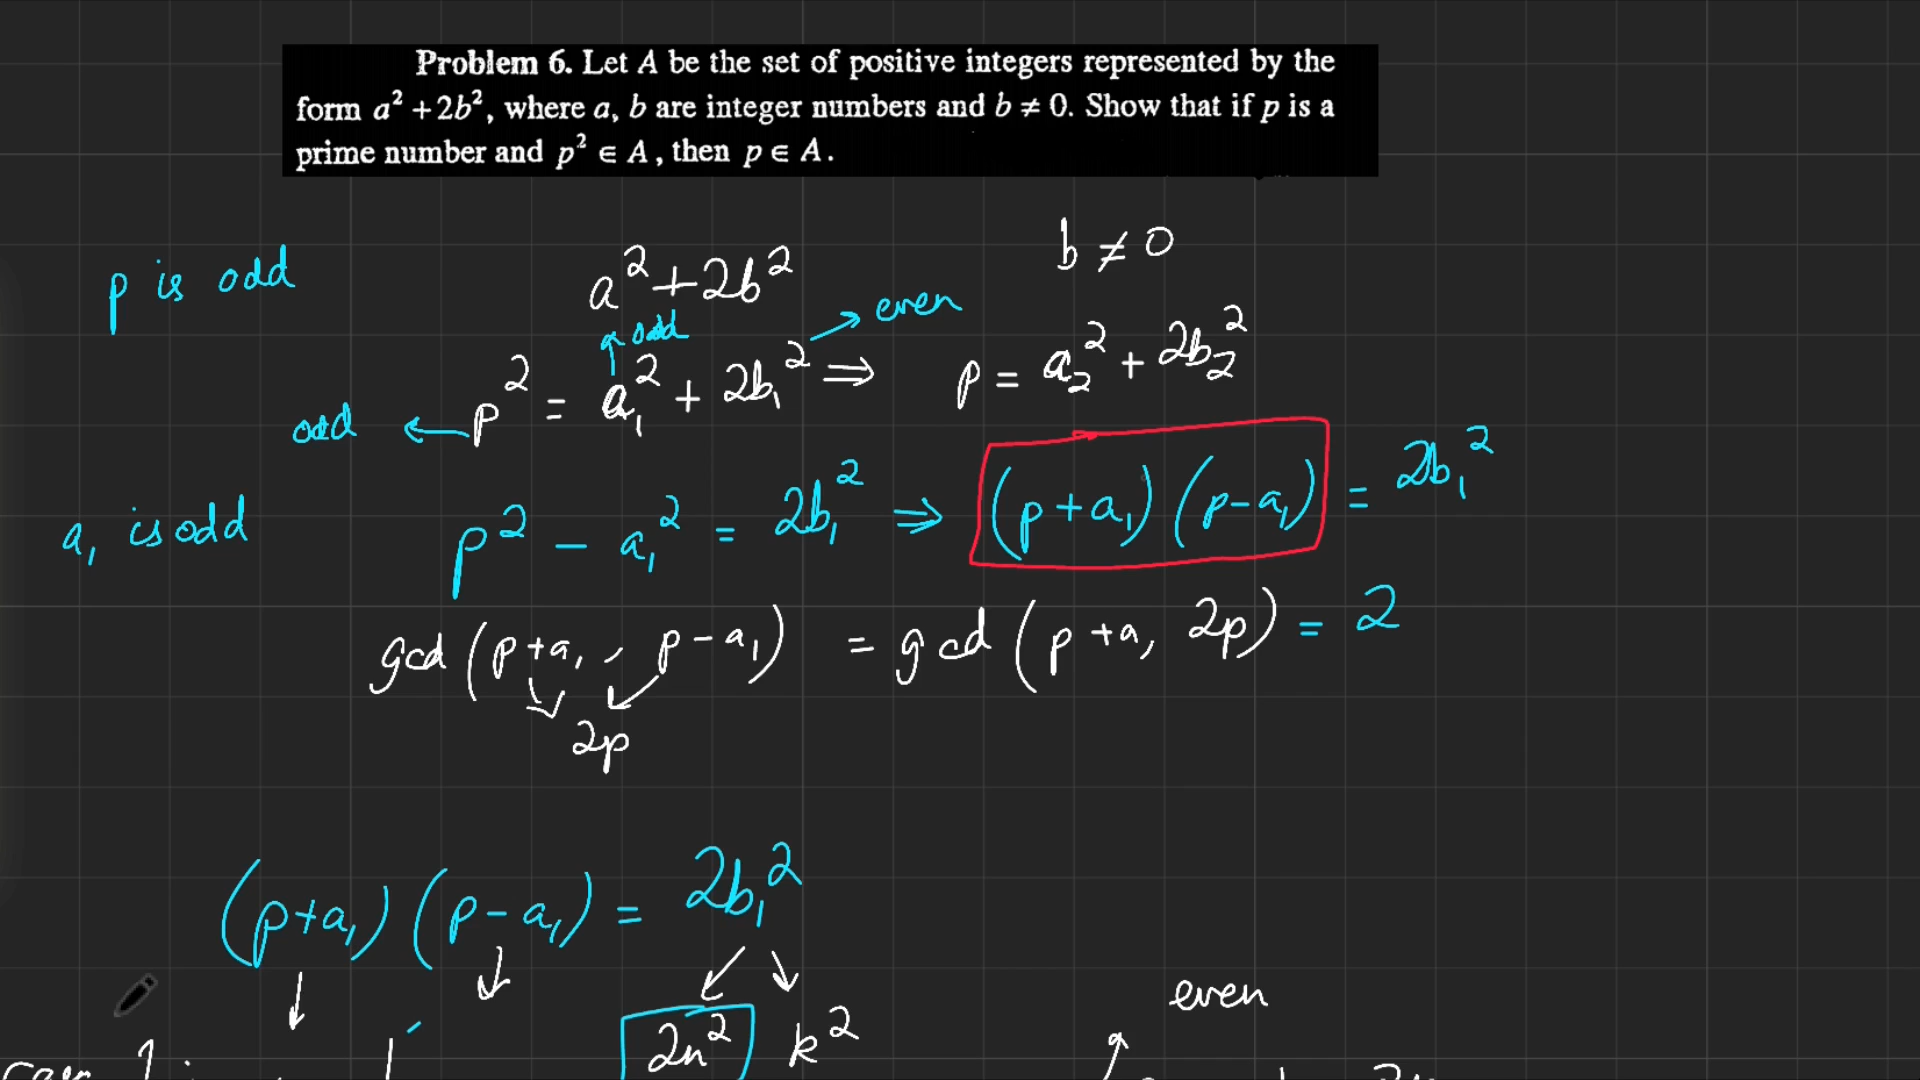 Problem 6. Let A be the set of positive integers represented by the
form a² + 2b², where a, b are integer numbers and b ≠ 0. Show that if p is a
prime number and p² ∈ A, then p ∈ A.
b ≠ 0
p is odd
a² + 2b²
odd
even
p² = a₁² + 2b₁² ⇒ p = a₂² + 2b₂²
odd ←
a₁ is odd
p² − a₁² = 2b₁² ⇒ (p+a₁)(p−a₁) = 2b₁²
gcd(p+a₁, p−a₁) = gcd(p+a, 2p) = 2
2p
(p+a₁)(p−a₁) = 2b₁²
even
2n² k²